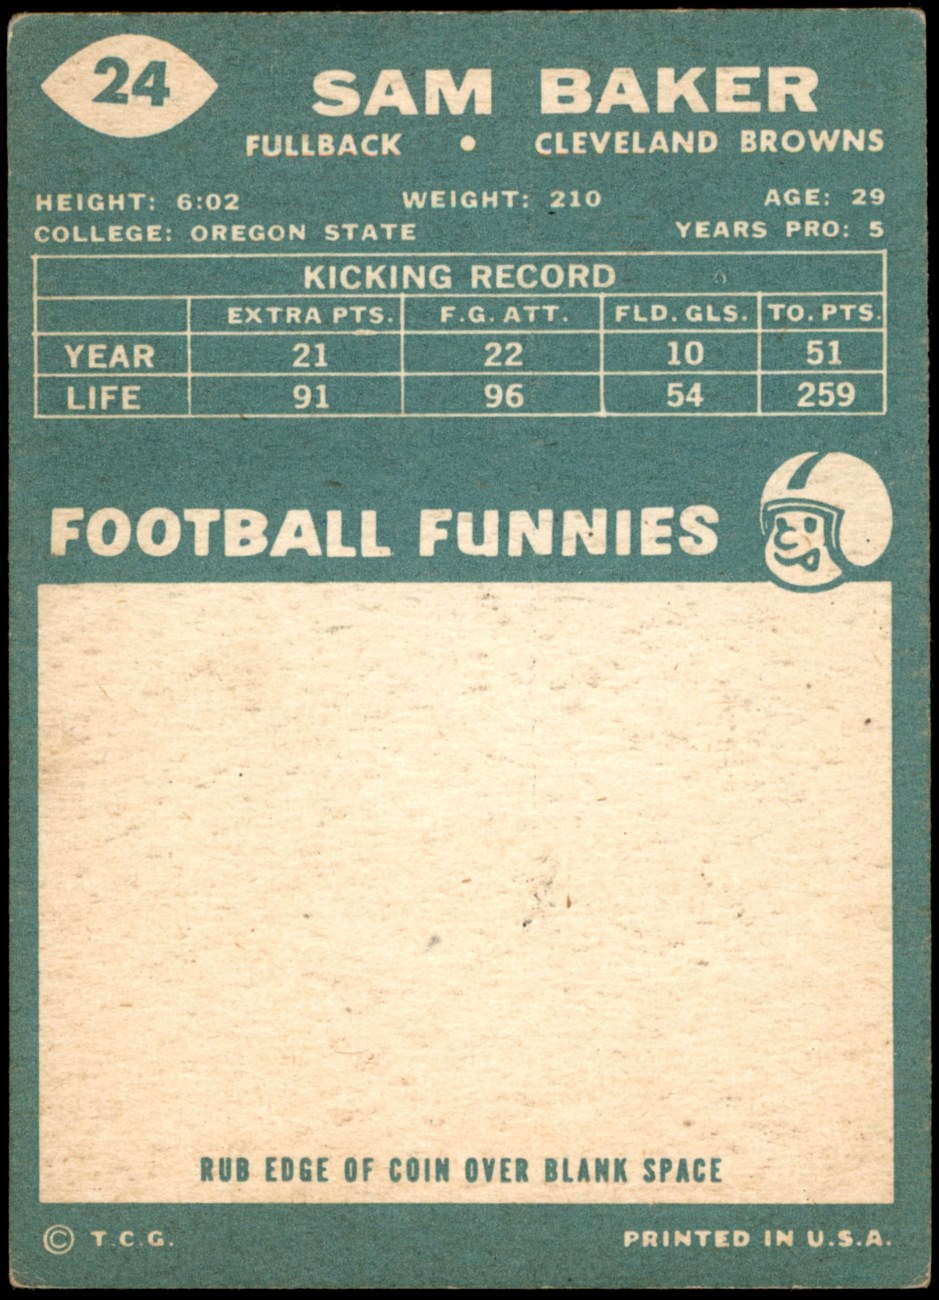 24
SAM BAKER
FULLBACK • CLEVELAND BROWNS
HEIGHT: 6:02 WEIGHT: 210 AGE: 29
COLLEGE: OREGON STATE YEARS PRO: 5
KICKING RECORD
EXTRA PTS. F.G. ATT. FLD. GLS. TO. PTS.
YEAR 21 22 10 51
LIFE 91 96 54 259
FOOTBALL FUNNIES
RUB EDGE OF COIN OVER BLANK SPACE
© T.C.G. PRINTED IN U.S.A.